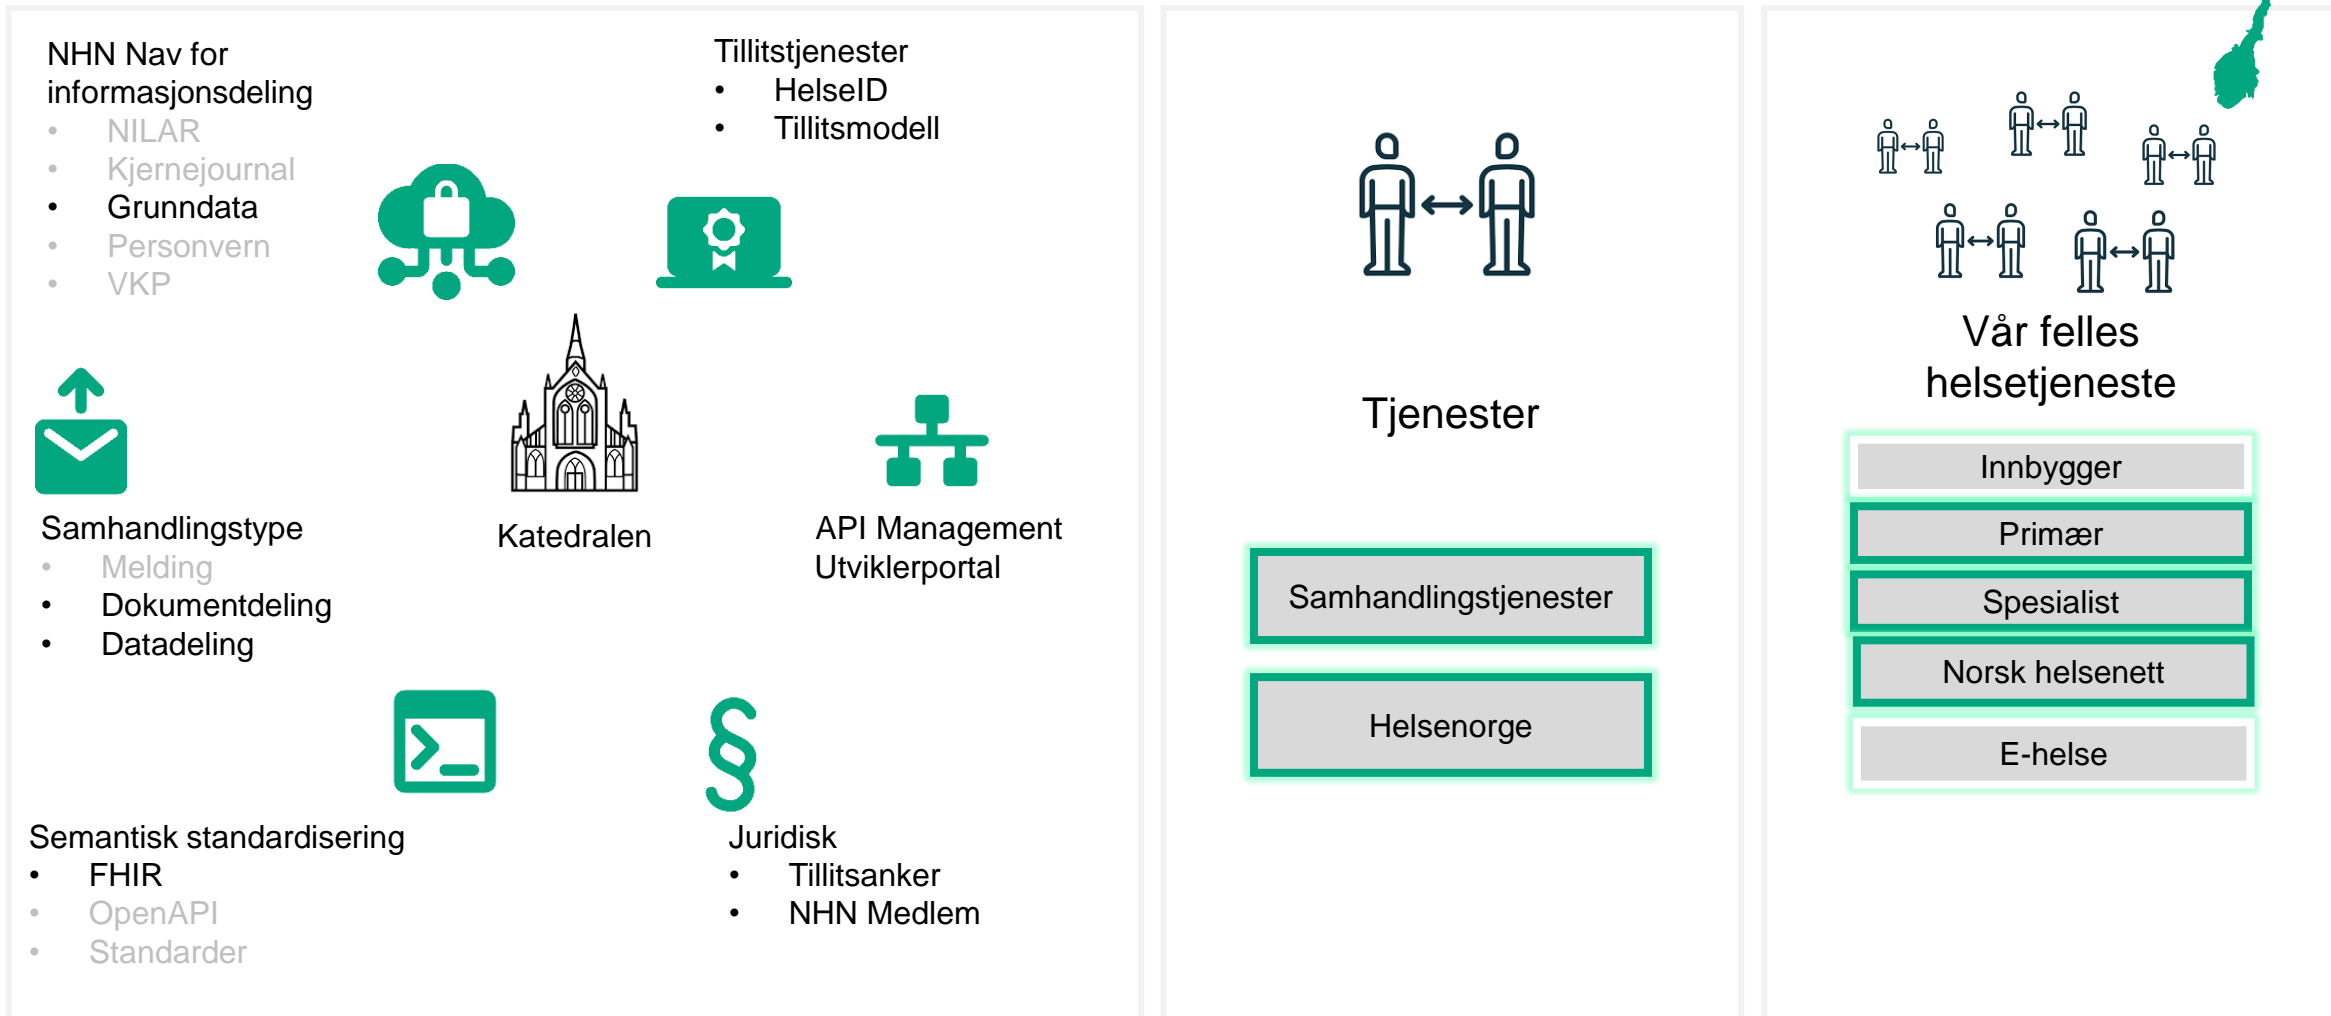 NHN Nav for
informasjonsdeling
• NILAR
• Kjernejournal
• Grunndata
• Personvern
• VKP
Tillitstjenester
• HelseID
• Tillitsmodell
Samhandlingstype
• Melding
• Dokumentdeling
• Datadeling
Katedralen
API Management
Utviklerportal
Semantisk standardisering
• FHIR
• OpenAPI
• Standarder
§
Juridisk
• Tillitsanker
• NHN Medlem
Tjenester
Samhandlingstjenester
Helsenorge
Vår felles
helsetjeneste
Innbygger
Primær
Spesialist
Norsk helsenett
E-helse